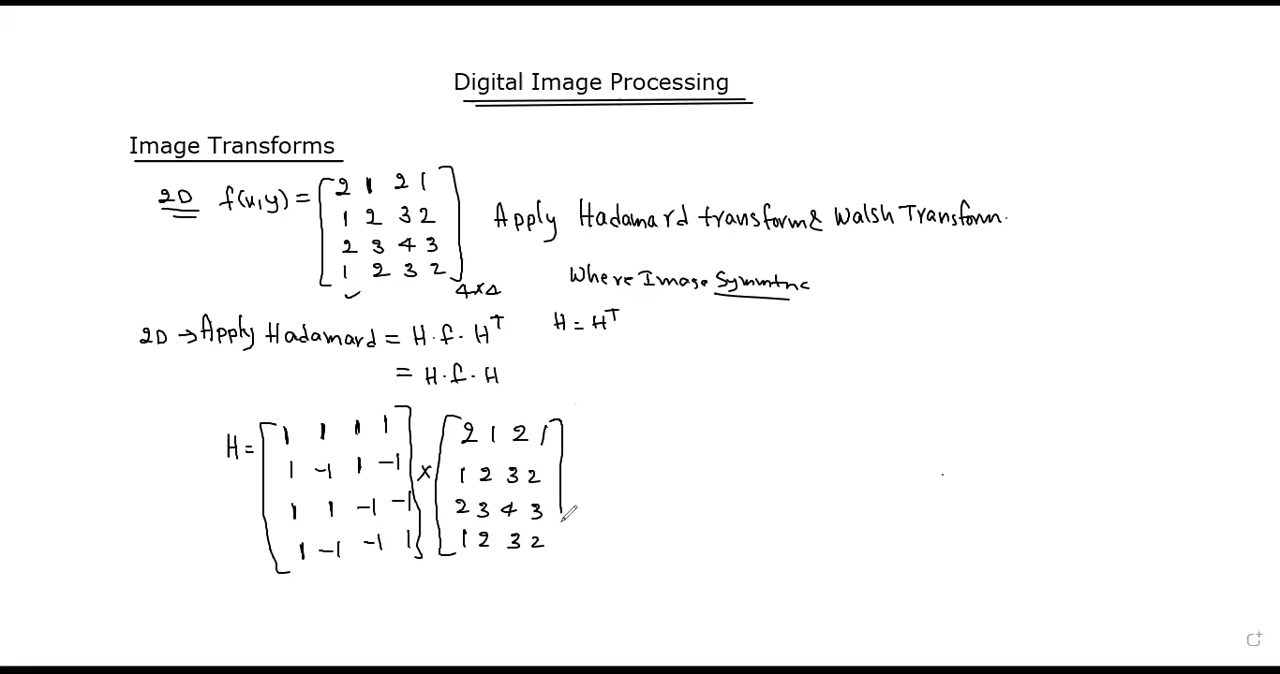 Digital Image Processing
Image Transforms
2D f(x,y) = [2 1 2 1
1 2 3 2
2 3 4 3
1 2 3 2] 4x4
Apply Hadamard transform & Walsh Transform.
Where Image Symmtric
2D → Apply Hadamard = H.f.H^T H = H^T
= H.f.H
H = [1 1 1 1 × [2 1 2 1
1 -1 1 -1 1 2 3 2
1 1 -1 -1 2 3 4 3
1 -1 -1 1] 1 2 3 2